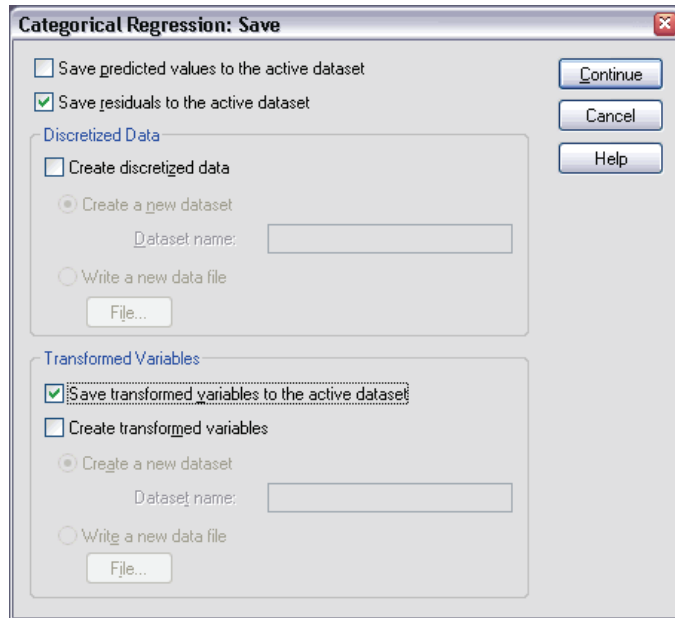 Categorical Regression: Save
Save predicted values to the active dataset
Save residuals to the active dataset
Continue
Cancel
Help
Discretized Data
Create discretized data
Create a new dataset
Dataset name:
Write a new data file
File...
Transformed Variables
Save transformed variables to the active dataset
Create transformed variables
Create a new dataset
Dataset name:
Write a new data file
File...